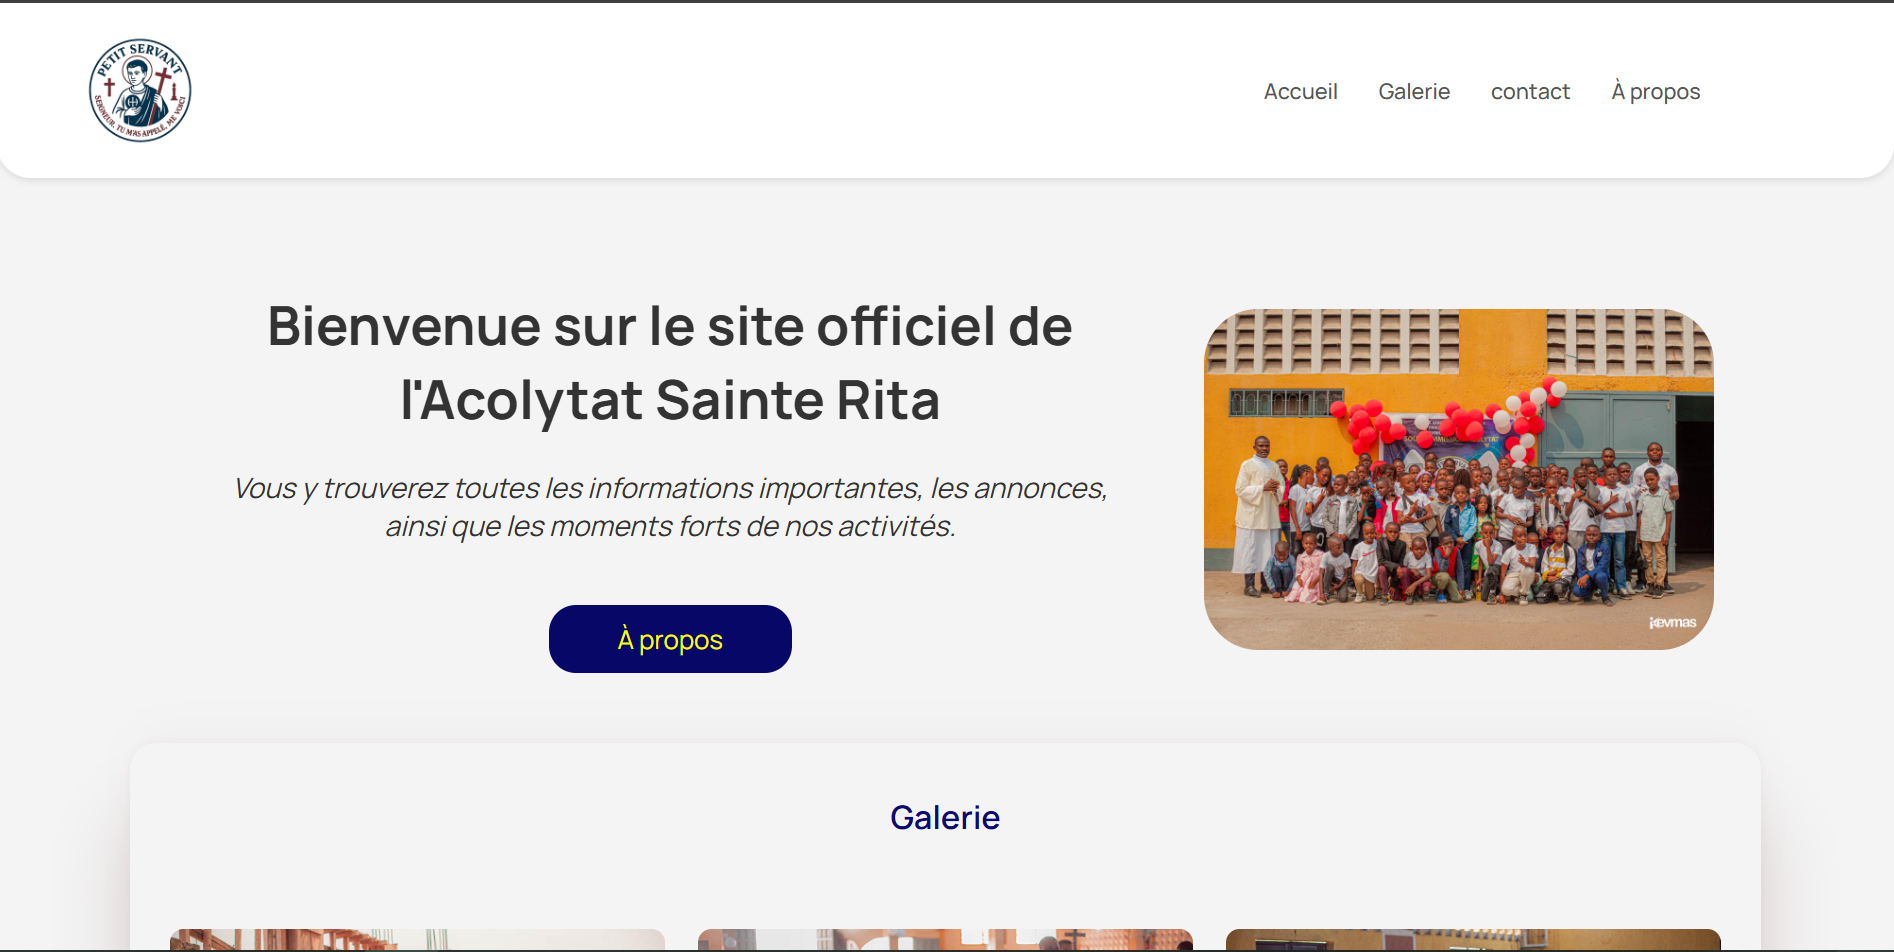 PETIT SERVANT
SEIGNEUR, TU M'AS APPELÉ, ME VOICI
Accueil
Galerie
contact
À propos
Bienvenue sur le site officiel de
l'Acolytat Sainte Rita
Vous y trouverez toutes les informations importantes, les annonces,
ainsi que les moments forts de nos activités.
À propos
Galerie